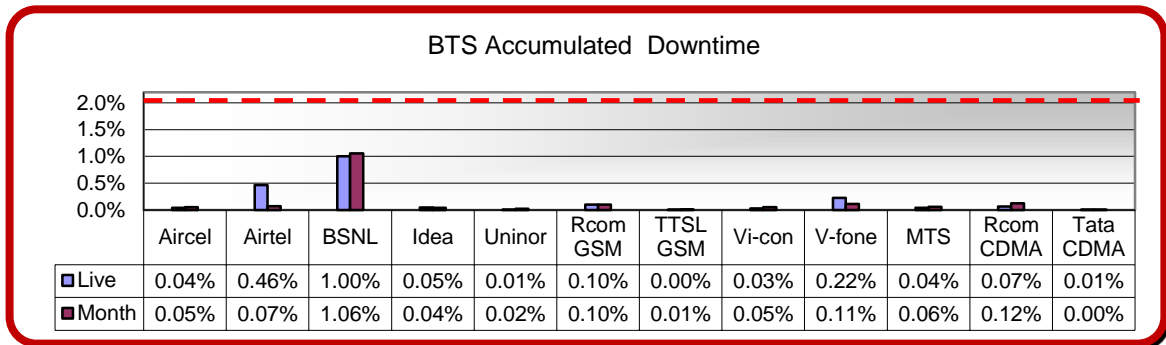 BTS Accumulated Downtime
2.0%
1.5%
1.0%
0.5%
0.0%
Aircel Airtel BSNL Idea Uninor Rcom GSM TTSL GSM Vi-con V-fone MTS Rcom CDMA Tata CDMA
Live 0.04% 0.46% 1.00% 0.05% 0.01% 0.10% 0.00% 0.03% 0.22% 0.04% 0.07% 0.01%
Month 0.05% 0.07% 1.06% 0.04% 0.02% 0.10% 0.01% 0.05% 0.11% 0.06% 0.12% 0.00%